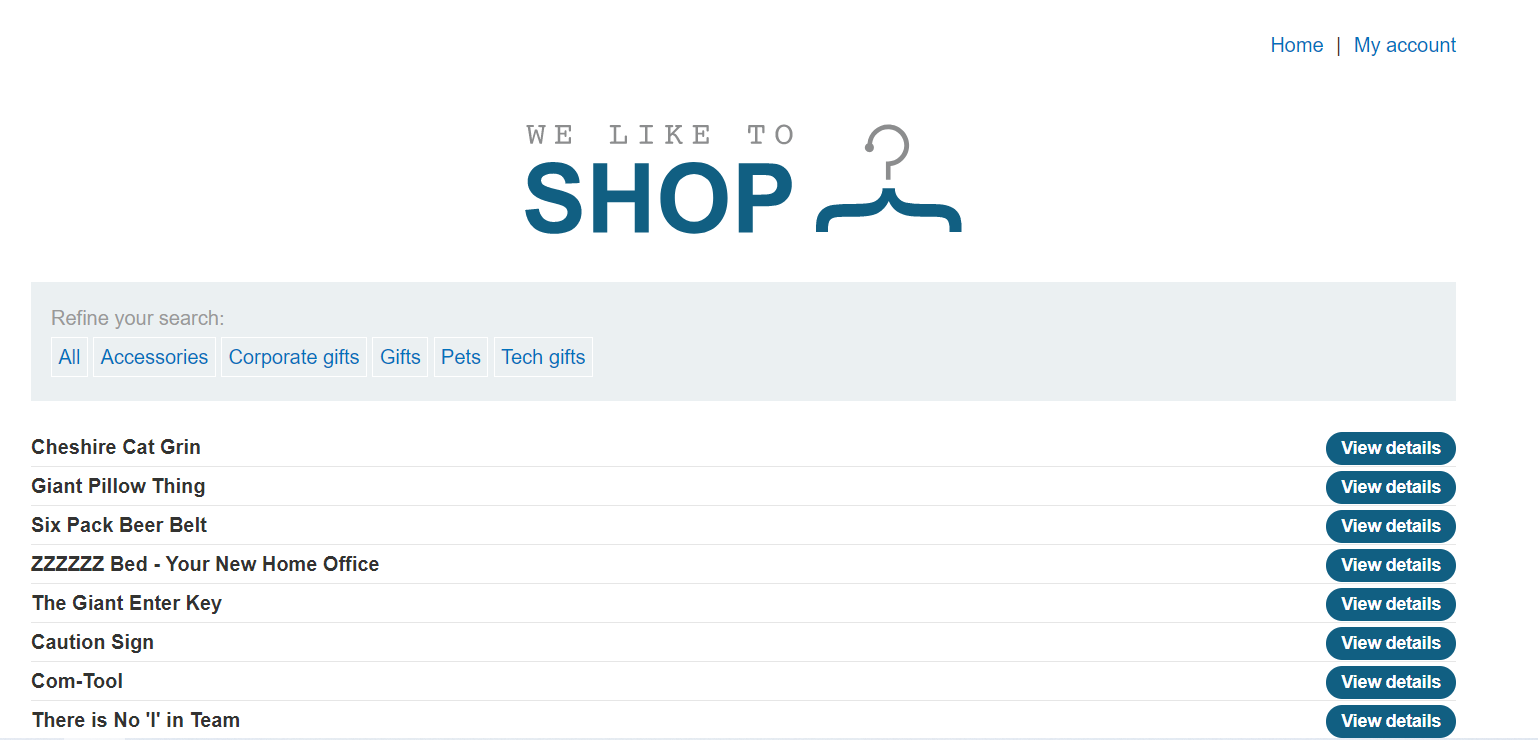 Home | My account
WE LIKE TO
SHOP
Refine your search:
All Accessories Corporate gifts Gifts Pets Tech gifts
Cheshire Cat Grin View details
Giant Pillow Thing View details
Six Pack Beer Belt View details
ZZZZZZ Bed - Your New Home Office View details
The Giant Enter Key View details
Caution Sign View details
Com-Tool View details
There is No 'I' in Team View details